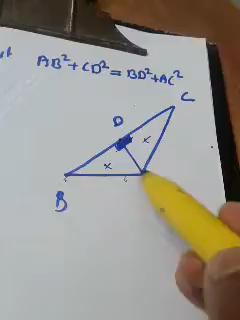 AB² + CD² = BD² + AC²
C
D
x
x
B